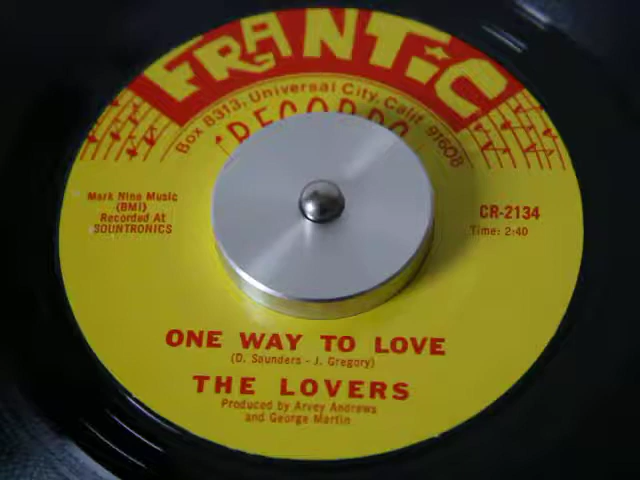 FRANTIC
Box 8313, Universal City, Calif. 91608
RECORDS
Mark Nine Music
(BMI)
Recorded At
SOUNTRONICS
CR-2134
Time: 2:40
ONE WAY TO LOVE
(D. Saunders - J. Gregory)
THE LOVERS
Produced by Arvey Andrews
and George Martin